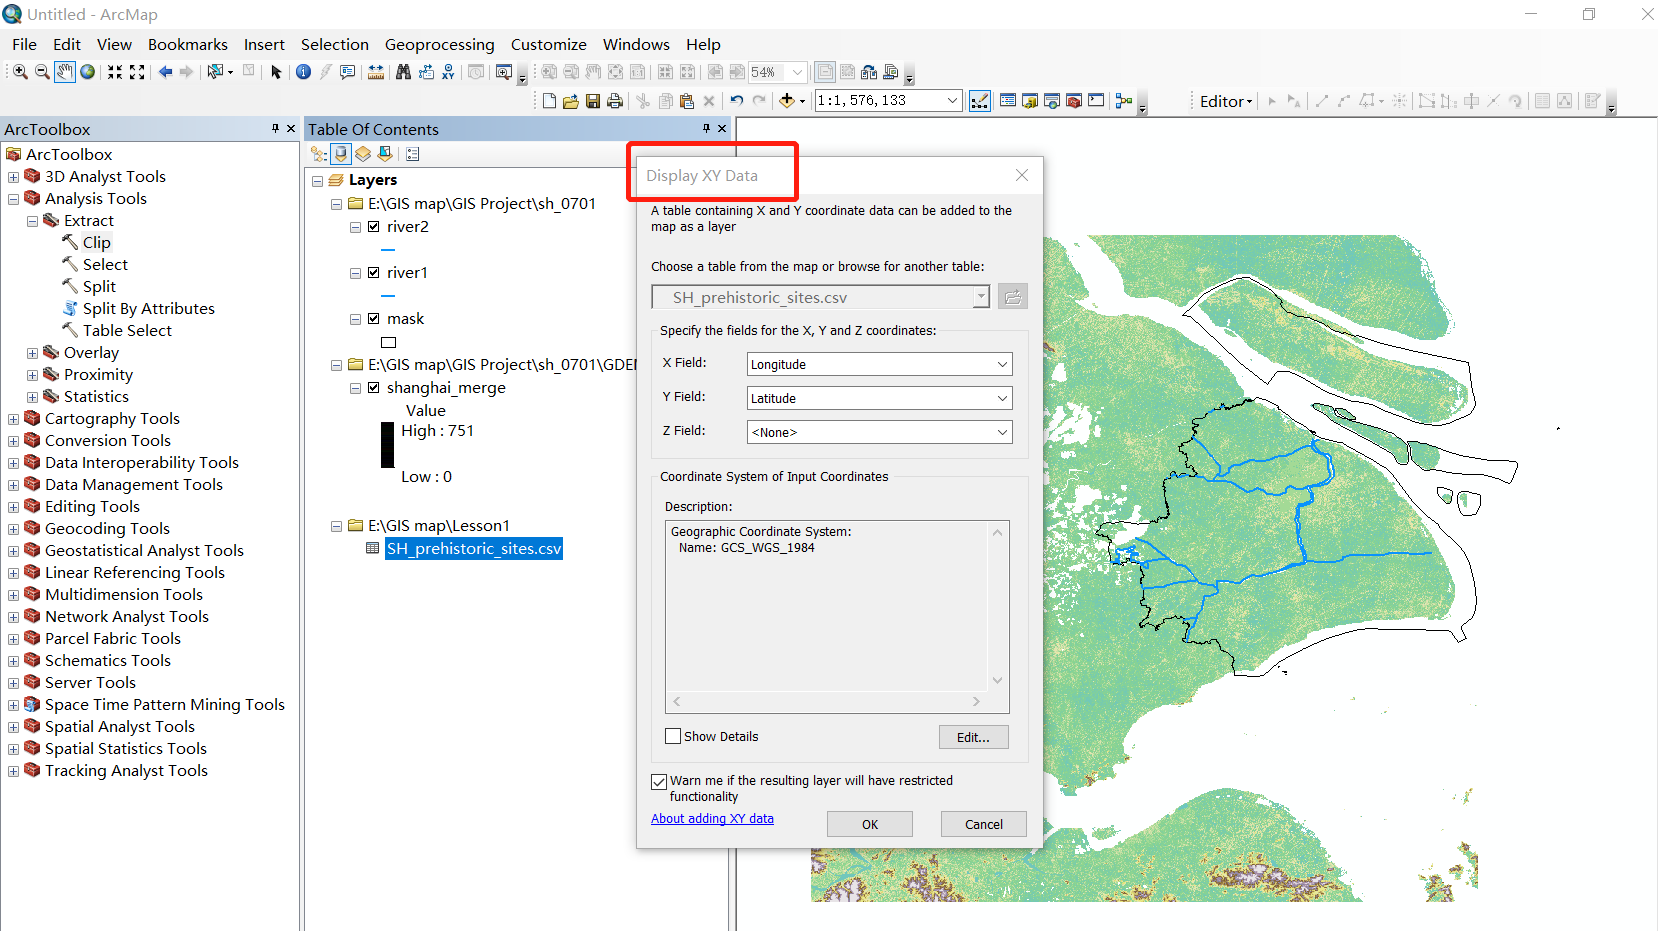 Untitled - ArcMap
File Edit View Bookmarks Insert Selection Geoprocessing Customize Windows Help
XY
54%
1:1,576,133
Editor
ArcToolbox
ArcToolbox
3D Analyst Tools
Analysis Tools
Extract
Clip
Select
Split
Split By Attributes
Table Select
Overlay
Proximity
Statistics
Cartography Tools
Conversion Tools
Data Interoperability Tools
Data Management Tools
Editing Tools
Geocoding Tools
Geostatistical Analyst Tools
Linear Referencing Tools
Multidimension Tools
Network Analyst Tools
Parcel Fabric Tools
Schematics Tools
Server Tools
Space Time Pattern Mining Tools
Spatial Analyst Tools
Spatial Statistics Tools
Tracking Analyst Tools
Table Of Contents
Layers
E:\GIS map\GIS Project\sh_0701
river2
river1
mask
E:\GIS map\GIS Project\sh_0701\GDE
shanghai_merge
Value
High : 751
Low : 0
E:\GIS map\Lesson1
SH_prehistoric_sites.csv
Display XY Data
A table containing X and Y coordinate data can be added to the
map as a layer
Choose a table from the map or browse for another table:
SH_prehistoric_sites.csv
Specify the fields for the X, Y and Z coordinates:
X Field: Longitude
Y Field: Latitude
Z Field: <None>
Coordinate System of Input Coordinates
Description:
Geographic Coordinate System:
Name: GCS_WGS_1984
Show Details
Edit...
Warn me if the resulting layer will have restricted
functionality
About adding XY data
OK
Cancel